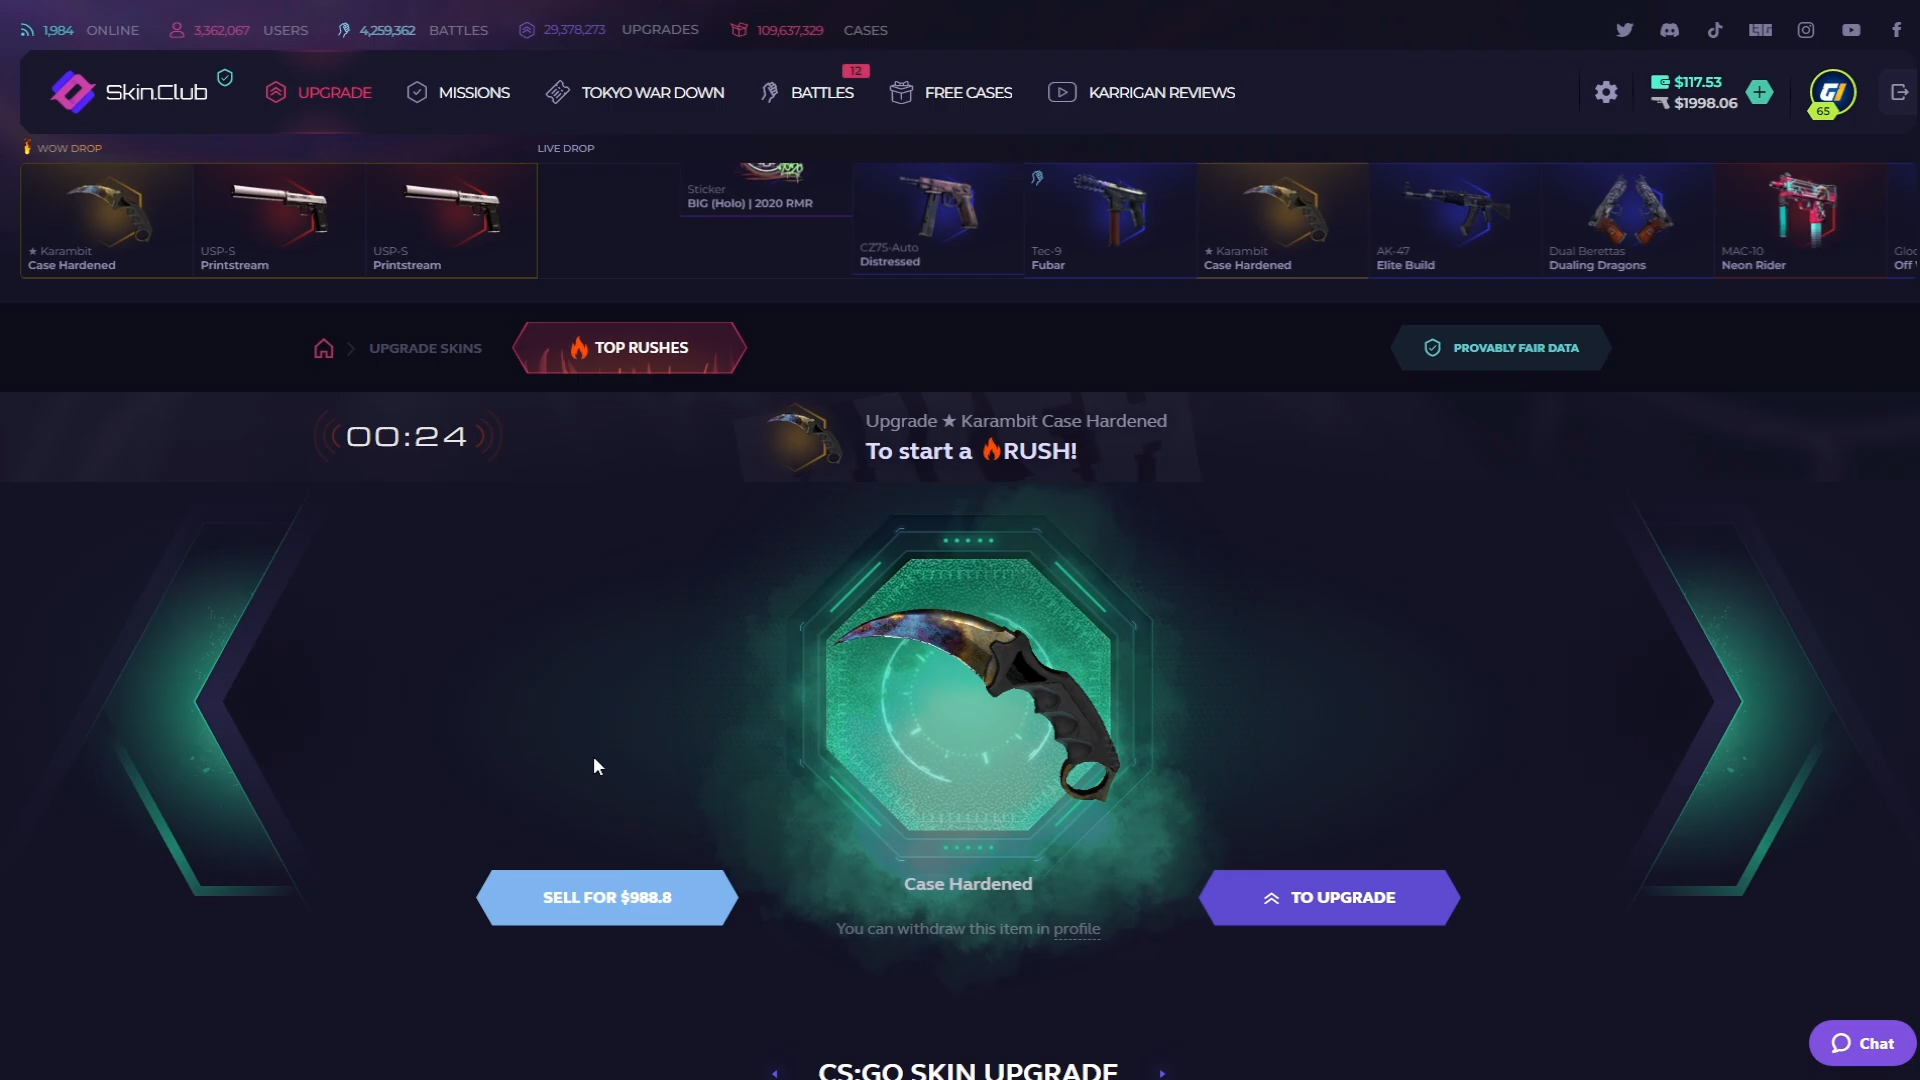 1,984 ONLINE 3,362,067 USERS 4,259,362 BATTLES 29,378,273 UPGRADES 109,637,329 CASES
Skin.Club UPGRADE MISSIONS TOKYO WAR DOWN 12 BATTLES FREE CASES KARRIGAN REVIEWS
$117.53
$1998.06
65
WOW DROP
LIVE DROP
★ Karambit
Case Hardened
USP-S
Printstream
USP-S
Printstream
Sticker
BIG (Holo) | 2020 RMR
CZ75-Auto
Distressed
Tec-9
Fubar
★ Karambit
Case Hardened
AK-47
Elite Build
Dual Berettas
Dualing Dragons
MAC-10
Neon Rider
Off
UPGRADE SKINS
TOP RUSHES
PROVABLY FAIR DATA
00:24
Upgrade ★ Karambit Case Hardened
To start a RUSH!
SELL FOR $988.8
Case Hardened
TO UPGRADE
You can withdraw this item in profile
Chat
CS:GO SKIN UPGRADE